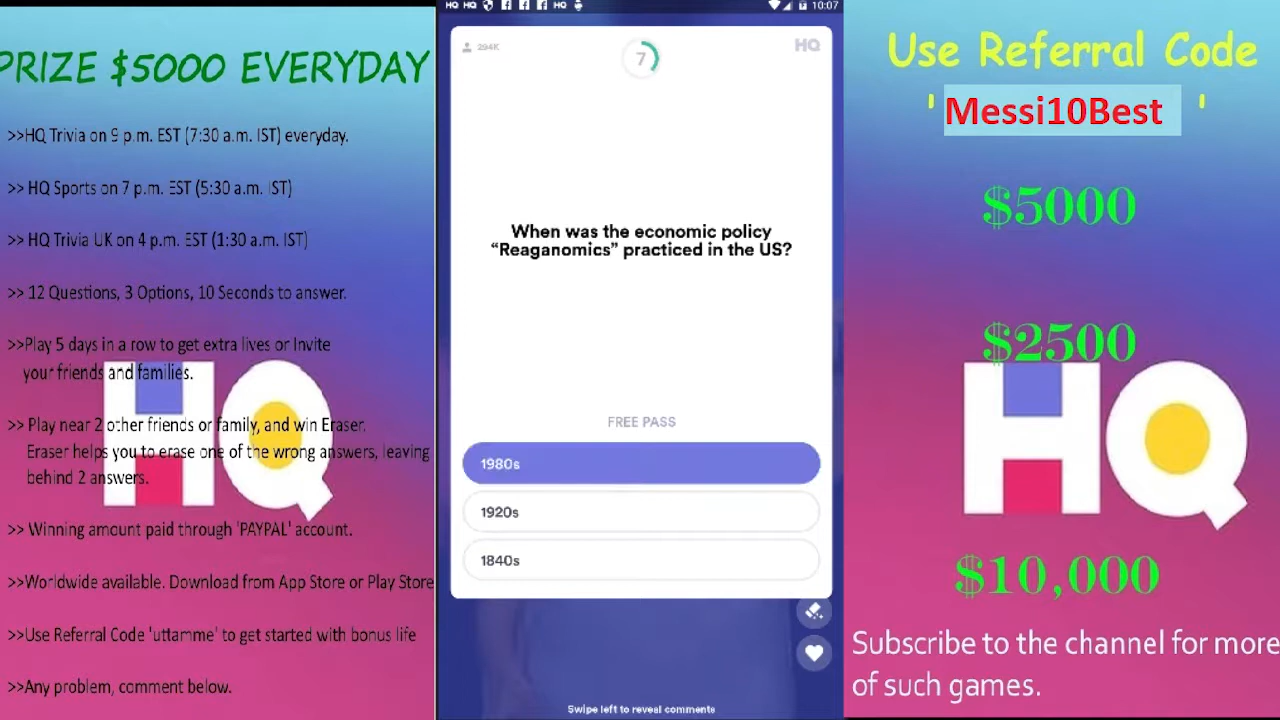 PRIZE $5000 EVERYDAY
>>HQ Trivia on 9 p.m. EST (7:30 a.m. IST) everyday.
>> HQ Sports on 7 p.m. EST (5:30 a.m. IST)
>> HQ Trivia UK on 4 p.m. EST (1:30 a.m. IST)
>> 12 Questions, 3 Options, 10 Seconds to answer.
>>Play 5 days in a row to get extra lives or Invite
your friends and families.
>> Play near 2 other friends or family, and win Eraser.
Eraser helps you to erase one of the wrong answers, leaving
behind 2 answers.
>> Winning amount paid through 'PAYPAL' account.
>>Worldwide available. Download from App Store or Play Store
>>Use Referral Code 'uttamme' to get started with bonus life
>>Any problem, comment below.
HQ
HQ HQ HQ 10:07
294K
7
HQ
When was the economic policy
“Reaganomics” practiced in the US?
FREE PASS
1980s
1920s
1840s
Swipe left to reveal comments
Use Referral Code
' Messi10Best '
$5000
$2500
HQ
$10,000
Subscribe to the channel for more
of such games.